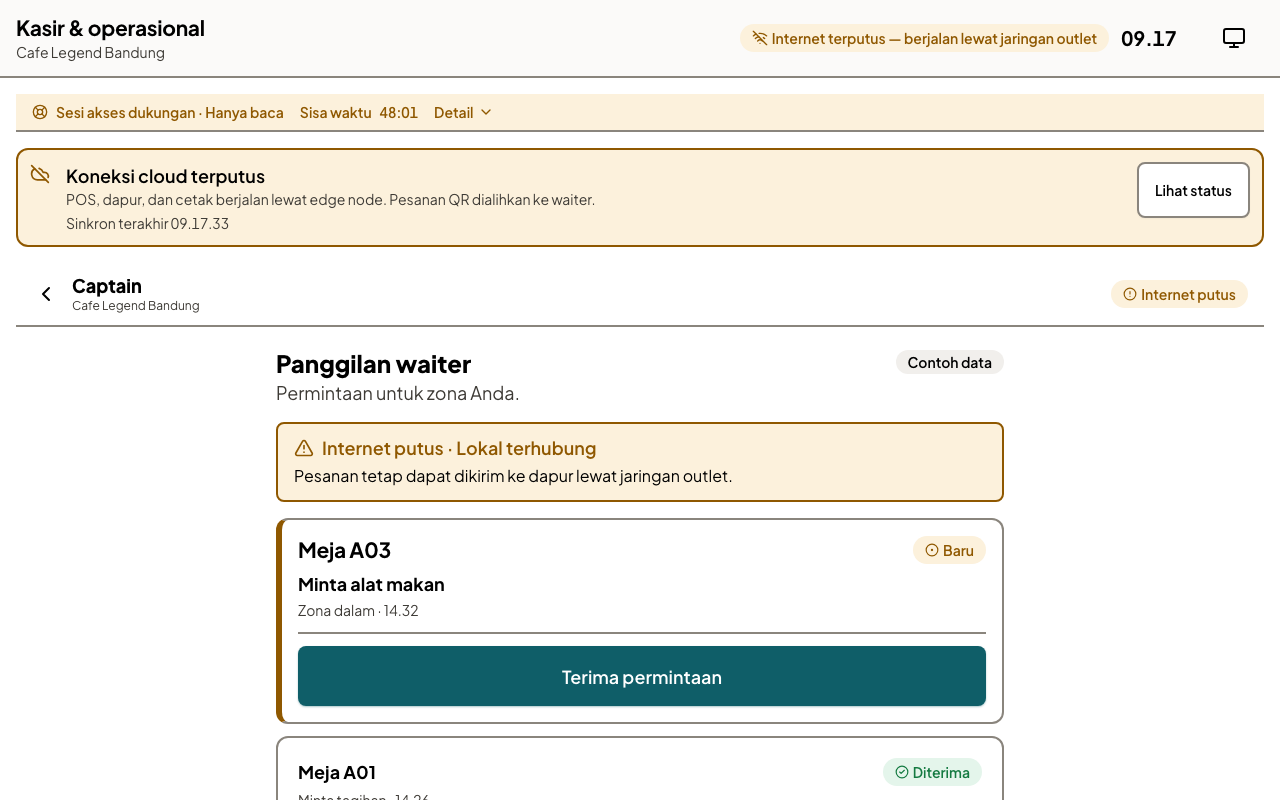 Kasir & operasional
Cafe Legend Bandung
Internet terputus — berjalan lewat jaringan outlet
09.17
Sesi akses dukungan · Hanya baca
Sisa waktu 48:01
Detail
Koneksi cloud terputus
POS, dapur, dan cetak berjalan lewat edge node. Pesanan QR dialihkan ke waiter.
Sinkron terakhir 09.17.33
Lihat status
Captain
Cafe Legend Bandung
Internet putus
Panggilan waiter
Contoh data
Permintaan untuk zona Anda.
Internet putus · Lokal terhubung
Pesanan tetap dapat dikirim ke dapur lewat jaringan outlet.
Meja A03
Baru
Minta alat makan
Zona dalam · 14.32
Terima permintaan
Meja A01
Diterima
Minta tagihan · 14.26